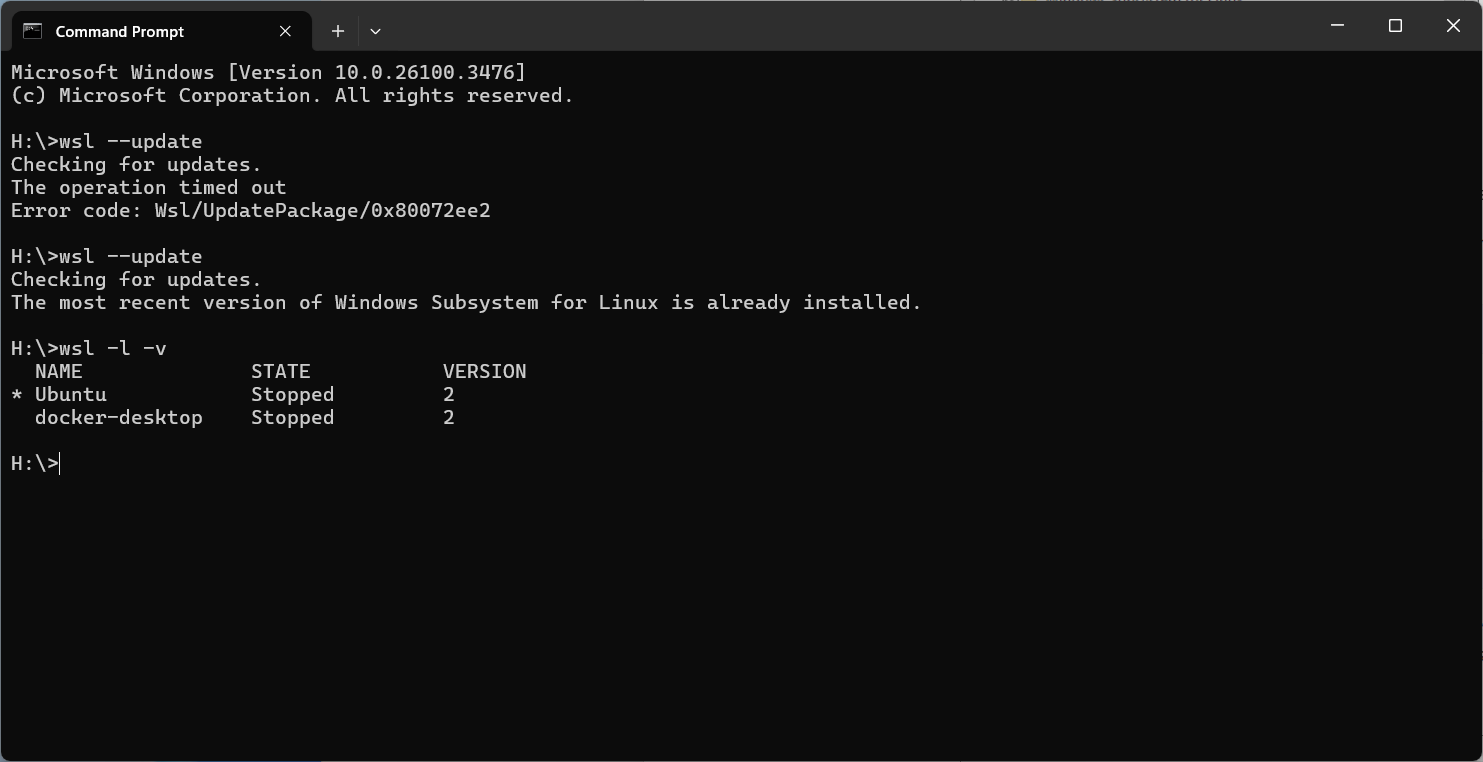 Command Prompt
Microsoft Windows [Version 10.0.26100.3476]
(c) Microsoft Corporation. All rights reserved.
H:\>wsl --update
Checking for updates.
The operation timed out
Error code: Wsl/UpdatePackage/0x80072ee2
H:\>wsl --update
Checking for updates.
The most recent version of Windows Subsystem for Linux is already installed.
H:\>wsl -l -v
  NAME              STATE           VERSION
* Ubuntu            Stopped         2
  docker-desktop    Stopped         2
H:\>